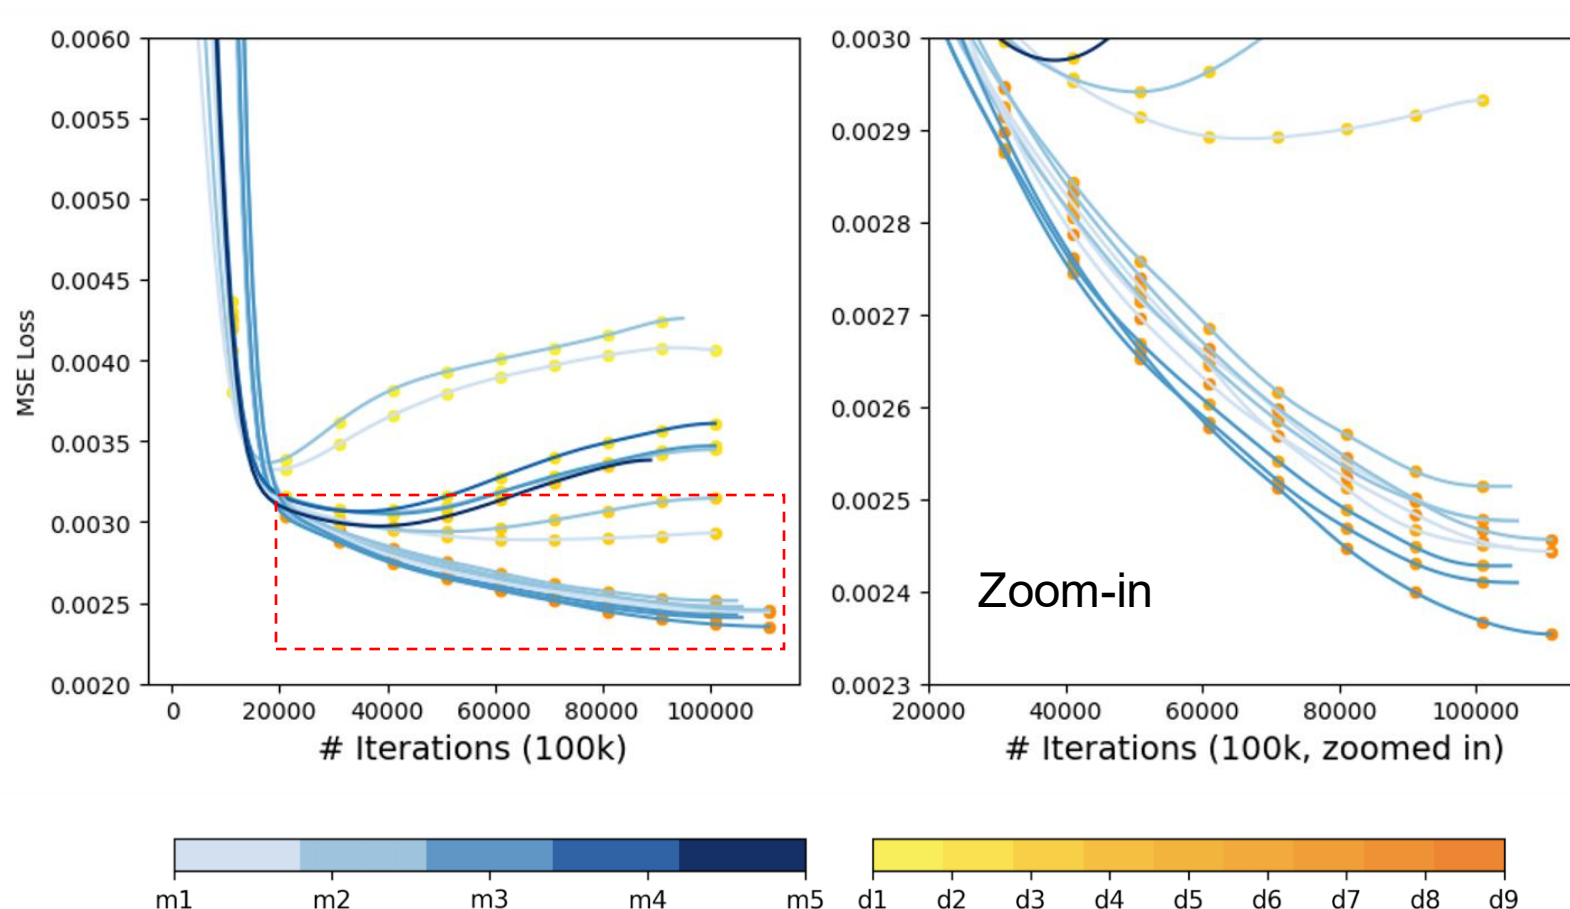 0.0060
0.0055
0.0050
0.0045
0.0040
0.0035
0.0030
0.0025
0.0020
MSE Loss
0 20000 40000 60000 80000 100000
# Iterations (100k)
0.0030
0.0029
0.0028
0.0027
0.0026
0.0025
0.0024
0.0023
Zoom-in
20000 40000 60000 80000 100000
# Iterations (100k, zoomed in)
m1 m2 m3 m4 m5
d1 d2 d3 d4 d5 d6 d7 d8 d9